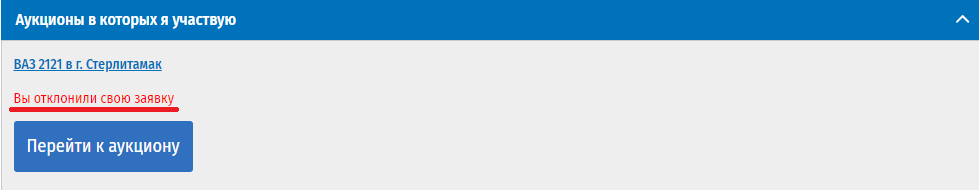 Аукционы в которых я участвую
ВАЗ 2121 в г. Стерлитамак
Вы отклонили свою заявку
Перейти к аукциону